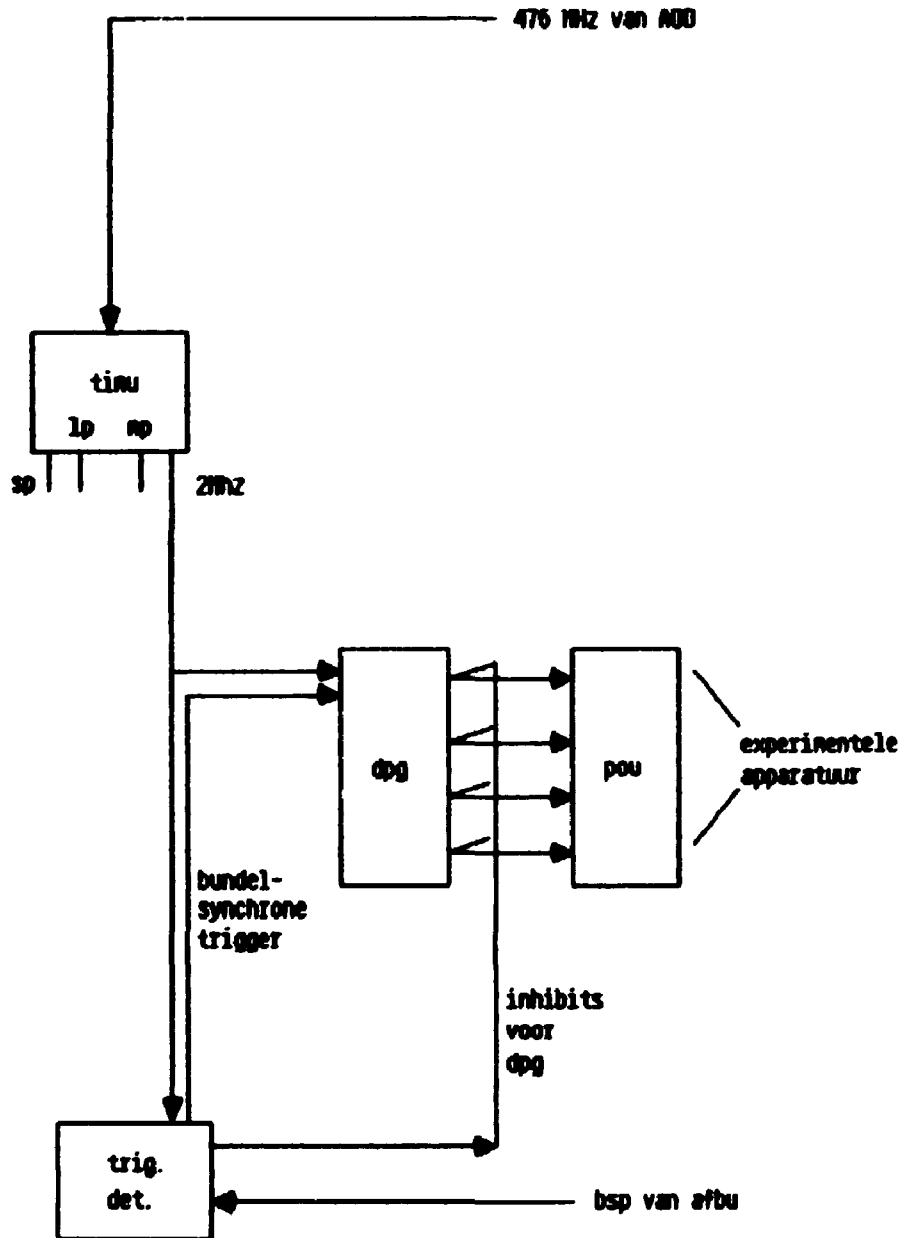 476 MHz van AOD
timu
lp mp
sp
2Mhz
dpg
pou
experimentele
apparatuur
bundel-
synchrone
trigger
inhibits
voor
dpg
trig.
det.
bsp van afbu